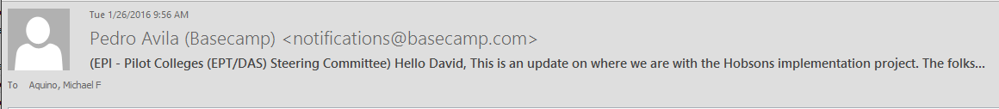 Tue 1/26/2016 9:56 AM
Pedro Avila (Basecamp) <notifications@basecamp.com>
(EPI - Pilot Colleges (EPT/DAS) Steering Committee) Hello David, This is an update on where we are with the Hobsons implementation project. The folks...
To Aquino, Michael F